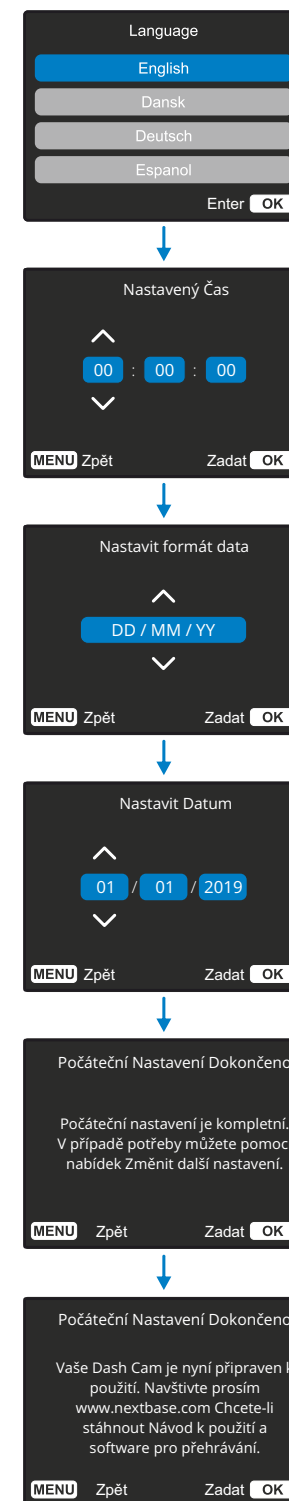 Language
English
Dansk
Deutsch
Espanol
Enter OK
Nastavený Čas
00 : 00 : 00
MENU Zpět Zadat OK
Nastavit formát data
DD / MM / YY
MENU Zpět Zadat OK
Nastavit Datum
01 / 01 / 2019
MENU Zpět Zadat OK
Počáteční Nastavení Dokončeno
Počáteční nastavení je kompletní.
V případě potřeby můžete pomoc
nabídek Změnit další nastavení.
MENU Zpět Zadat OK
Počáteční Nastavení Dokončeno
Vaše Dash Cam je nyní připraven k
použití. Navštivte prosím
www.nextbase.com Chcete-li
stáhnout Návod k použití a
software pro přehrávání.
MENU Zpět Zadat OK